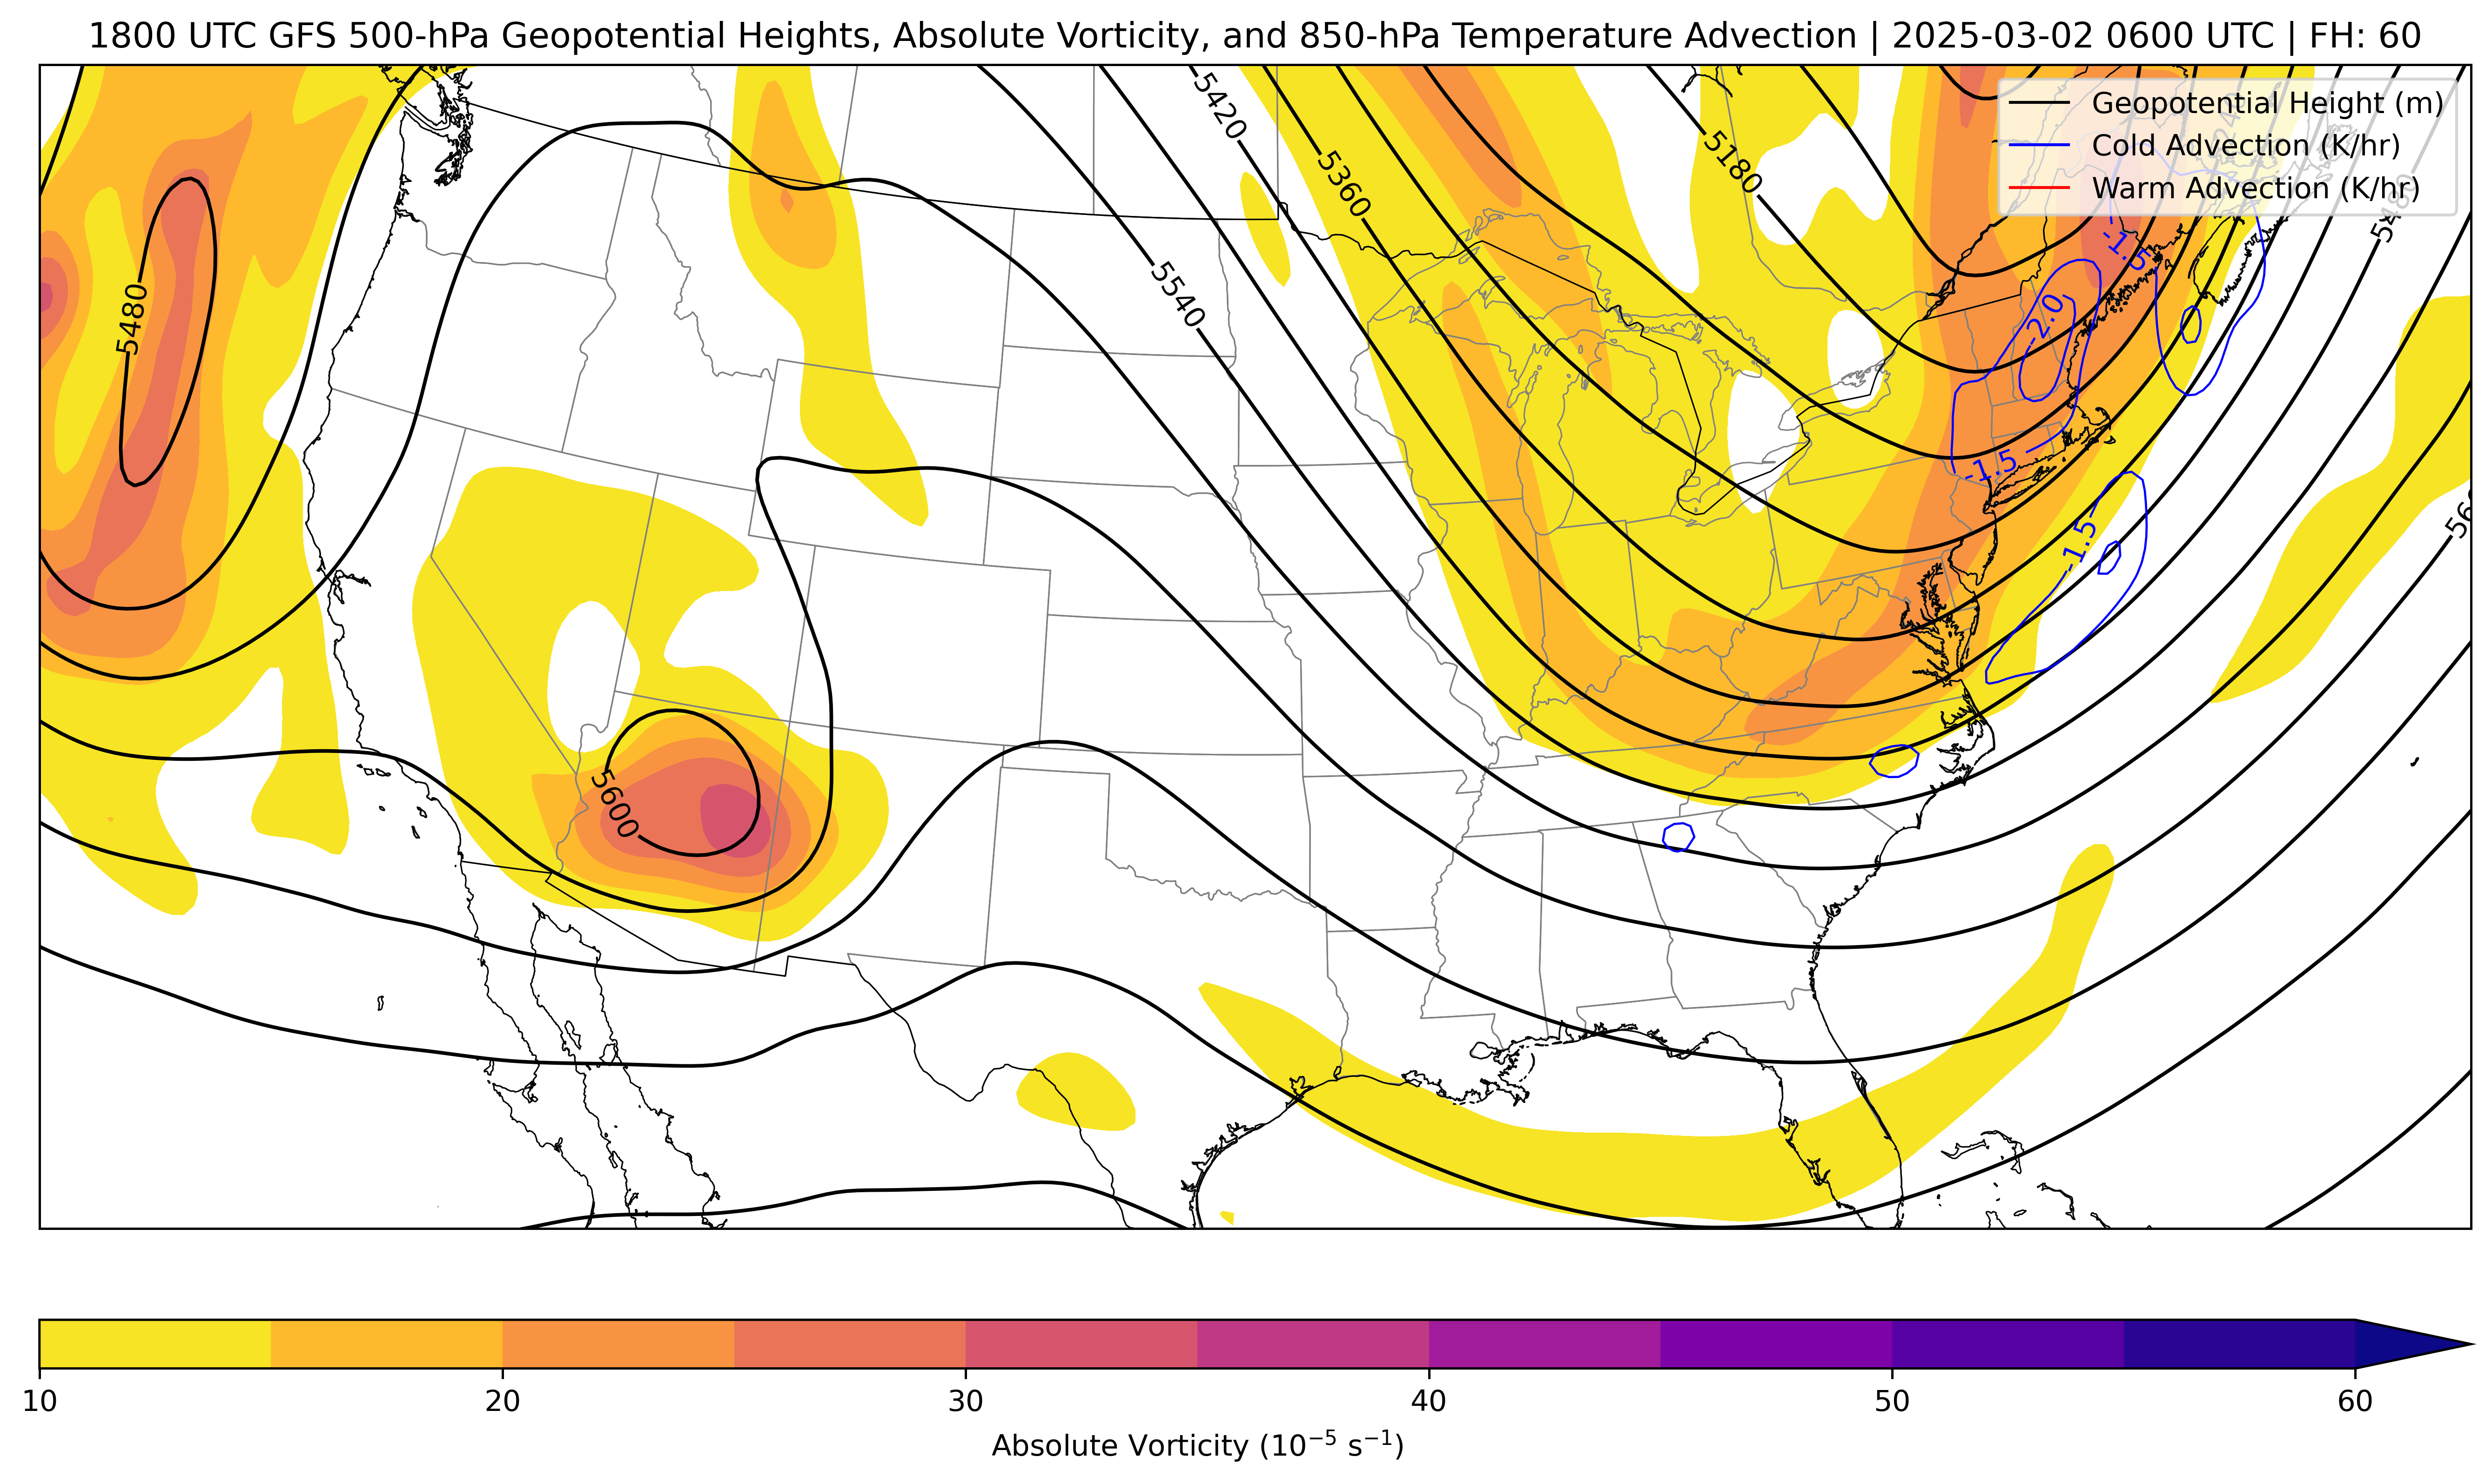 1800 UTC GFS 500-hPa Geopotential Heights, Absolute Vorticity, and 850-hPa Temperature Advection | 2025-03-02 0600 UTC | FH: 60
Geopotential Height (m)
Cold Advection (K/hr)
Warm Advection (K/hr)
5420
5360
5180
5480
5540
5480
5600
-1.5
-2.0
-1.5
-1.5
10 20 30 40 50 60
Absolute Vorticity (10⁻⁵ s⁻¹)